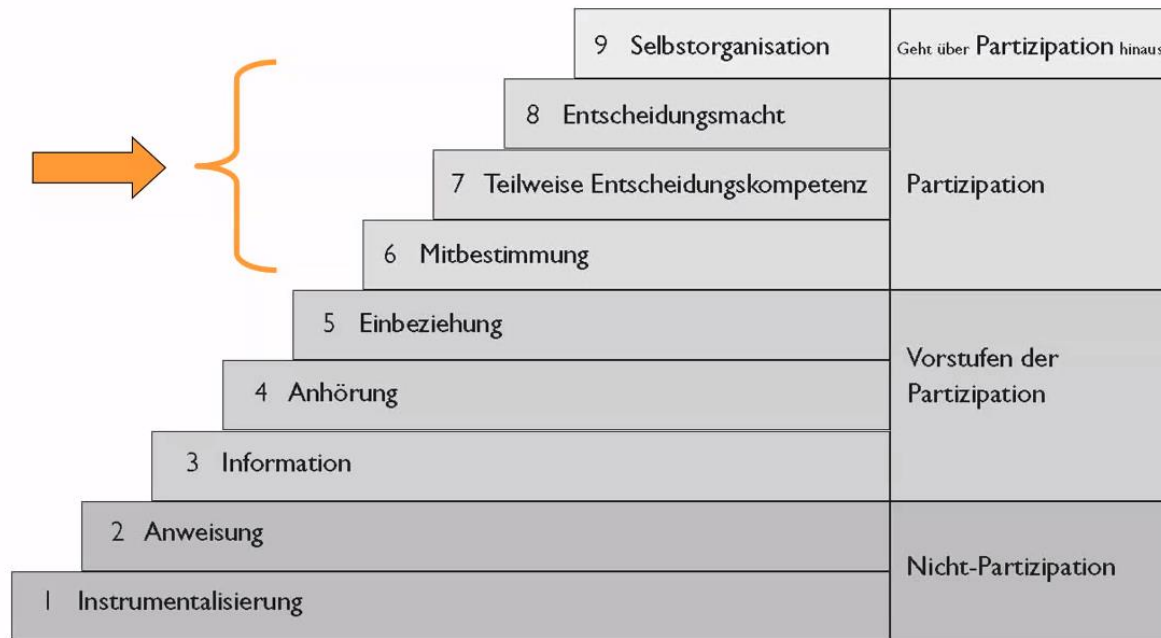 9 Selbstorganisation
Geht über Partizipation hinaus
8 Entscheidungsmacht
7 Teilweise Entscheidungskompetenz
Partizipation
6 Mitbestimmung
5 Einbeziehung
4 Anhörung
Vorstufen der
Partizipation
3 Information
2 Anweisung
1 Instrumentalisierung
Nicht-Partizipation